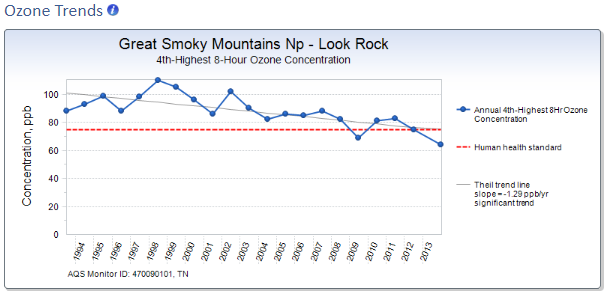 Ozone Trends i
Great Smoky Mountains Np - Look Rock
4th-Highest 8-Hour Ozone Concentration
Concentration, ppb
100
80
60
40
20
0
1994 1995 1996 1997 1998 1999 2000 2001 2002 2003 2004 2005 2006 2007 2008 2009 2010 2011 2012 2013
Annual 4th-Highest 8HrOzone
Concentration
Human health standard
Theil trend line
slope = -1.29 ppb/yr
significant trend
AQS Monitor ID: 470090101, TN